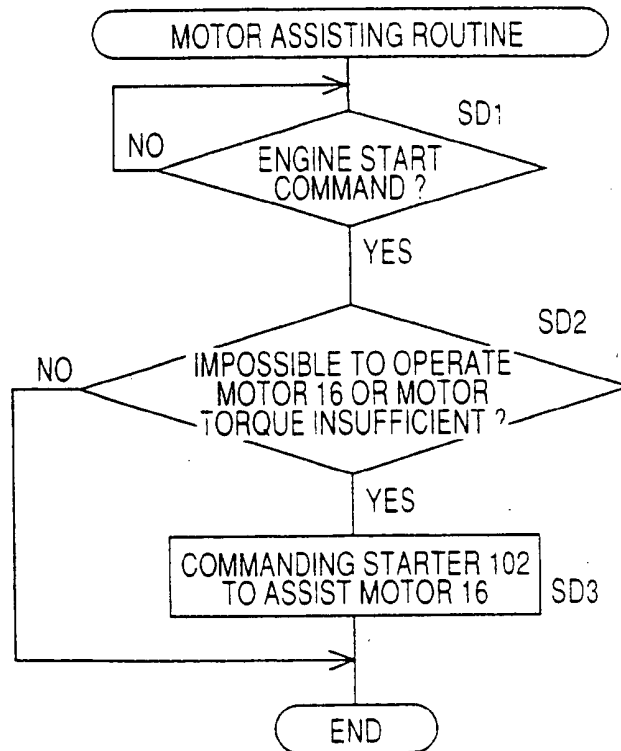 MOTOR ASSISTING ROUTINE
SD1
NO
ENGINE START
COMMAND ?
YES
SD2
NO
IMPOSSIBLE TO OPERATE
MOTOR 16 OR MOTOR
TORQUE INSUFFICIENT ?
YES
COMMANDING STARTER 102
TO ASSIST MOTOR 16
SD3
END